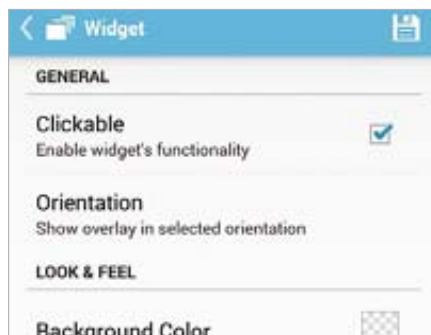 Widget
GENERAL
Clickable
Enable widget's functionality
Orientation
Show overlay in selected orientation
LOOK & FEEL
Background Color